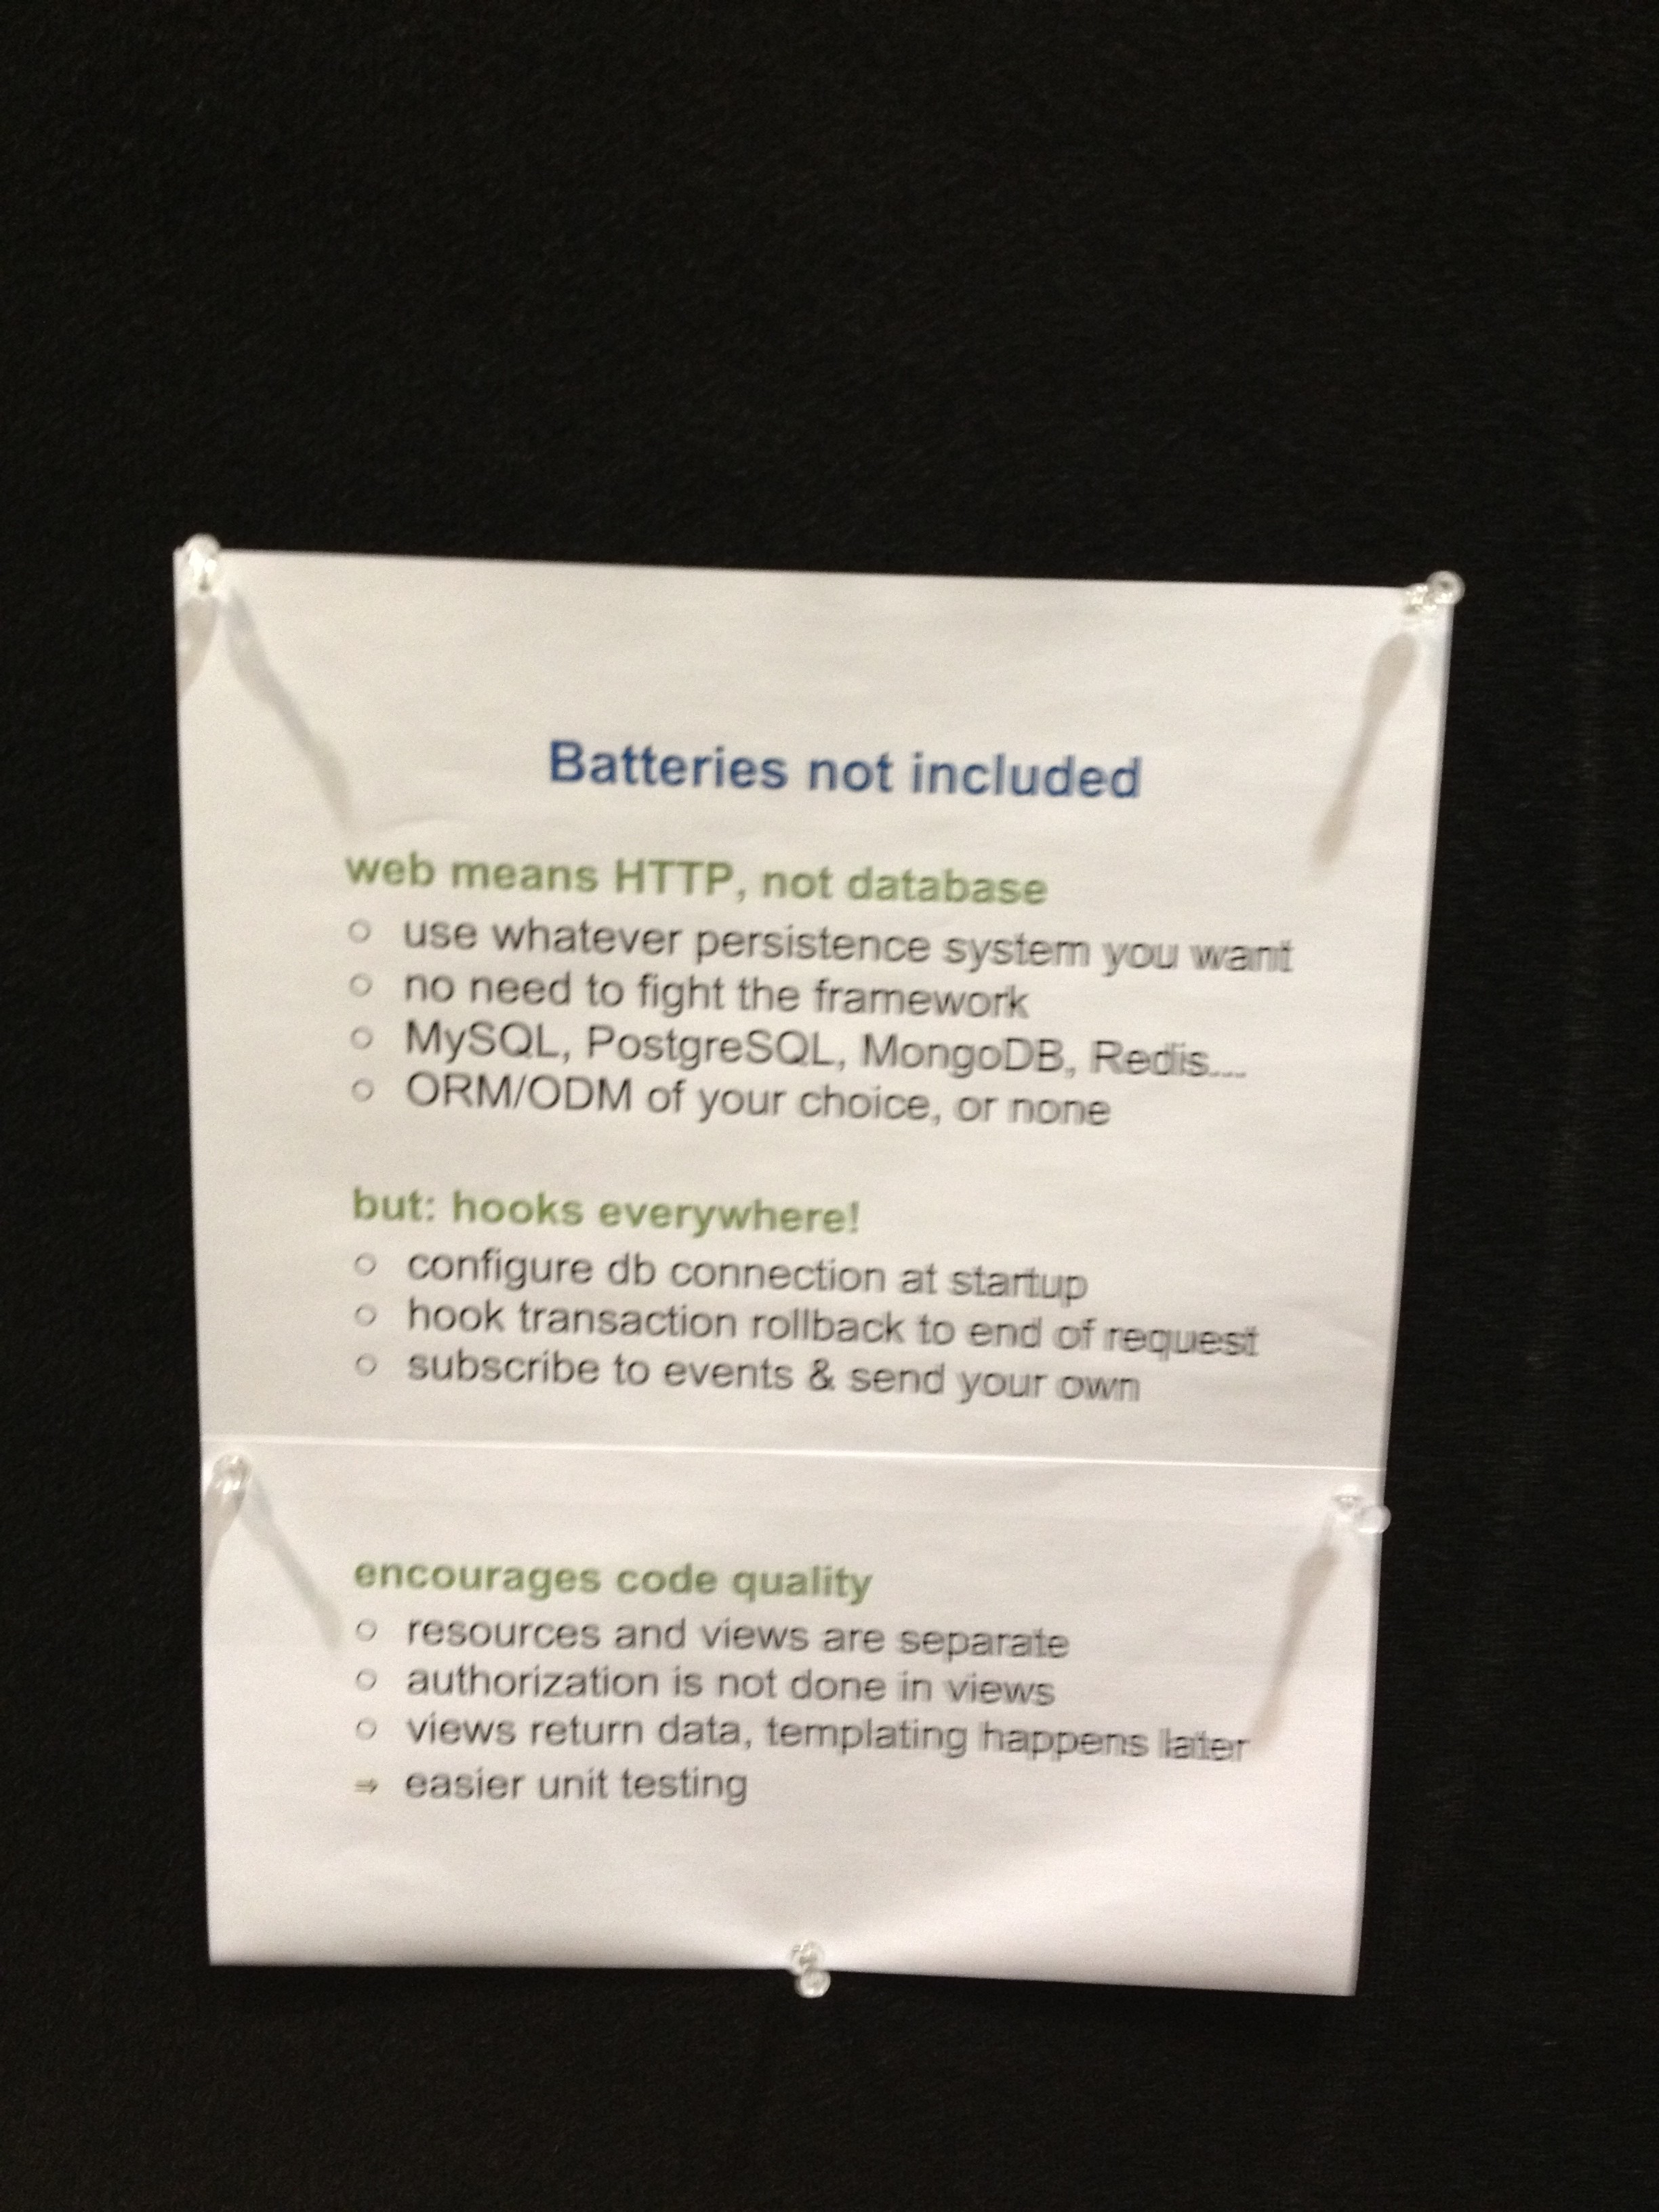 Batteries not included
web means HTTP, not database
○ use whatever persistence system you want
○ no need to fight the framework
○ MySQL, PostgreSQL, MongoDB, Redis...
○ ORM/ODM of your choice, or none
but: hooks everywhere!
○ configure db connection at startup
○ hook transaction rollback to end of request
○ subscribe to events & send your own
encourages code quality
○ resources and views are separate
○ authorization is not done in views
○ views return data, templating happens later
⇒ easier unit testing